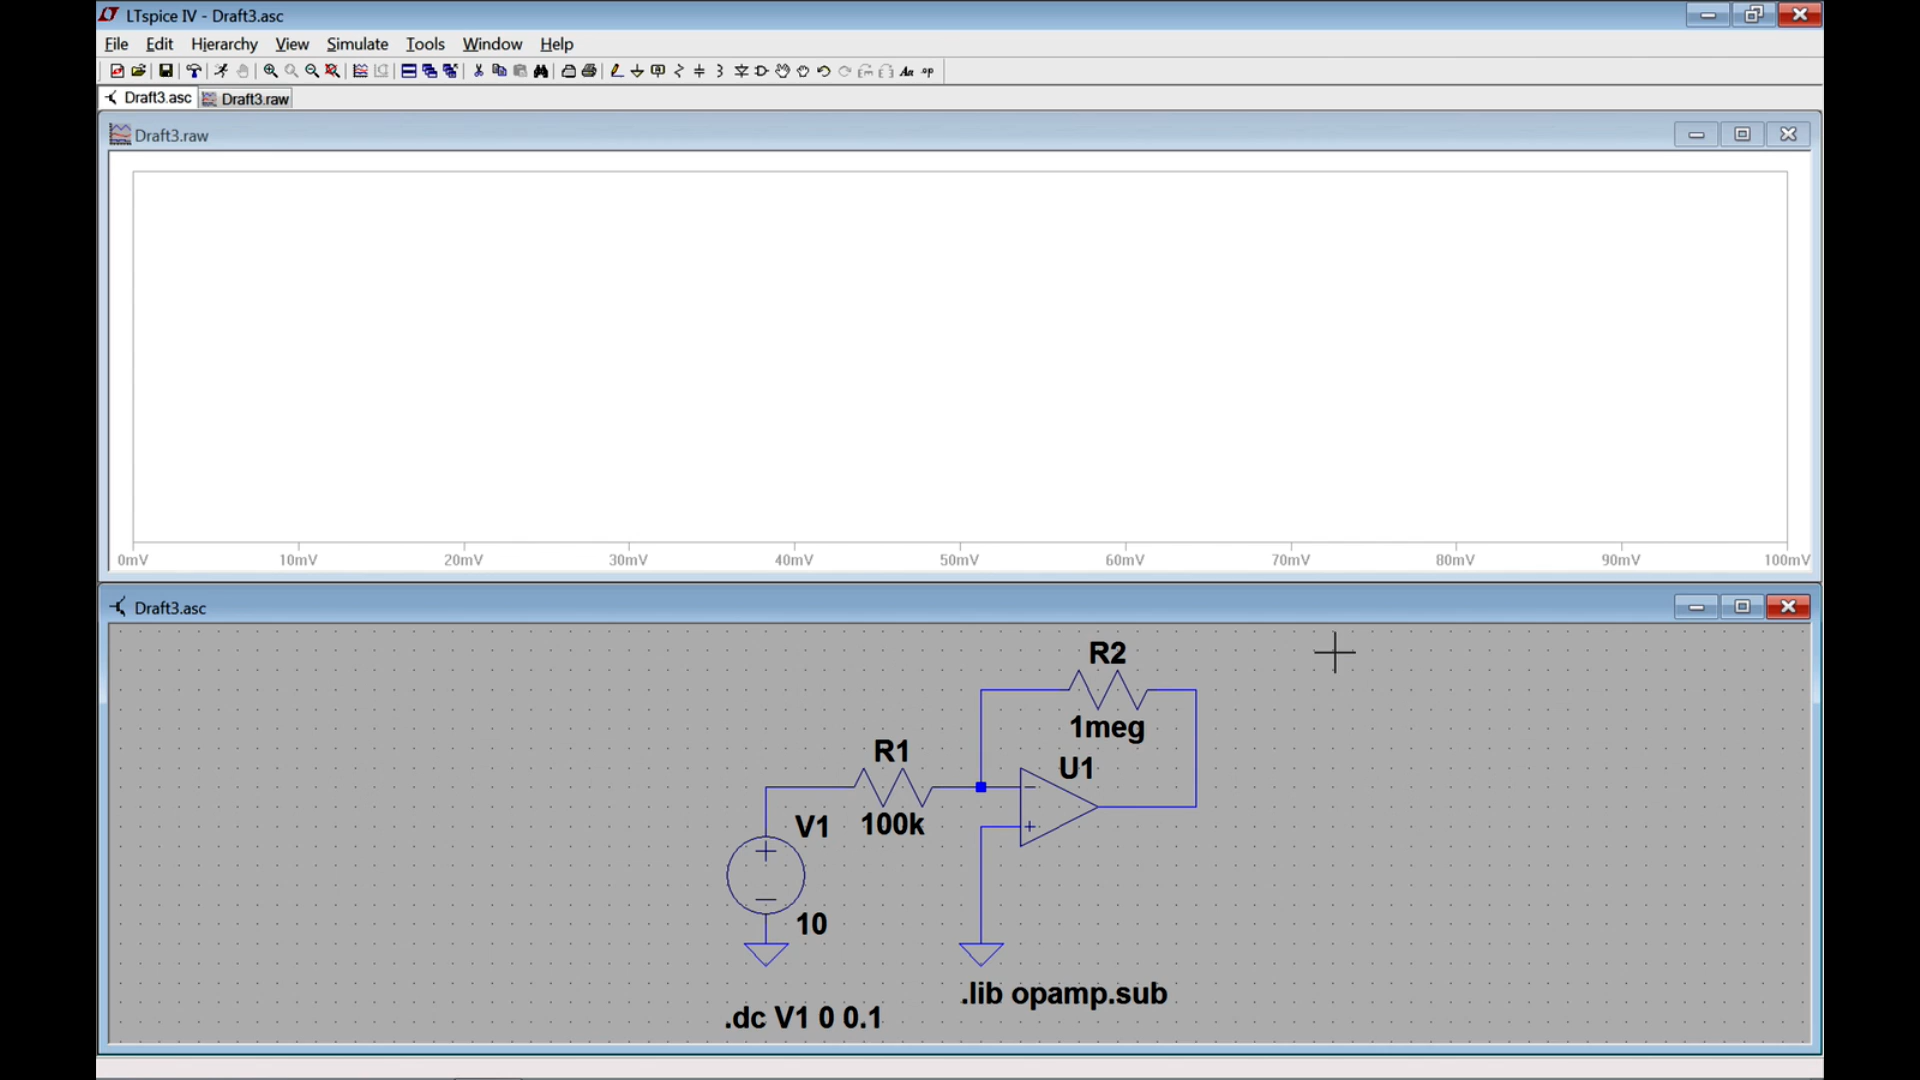 LTspice IV - Draft3.asc
File Edit Hierarchy View Simulate Tools Window Help
Draft3.asc Draft3.raw
Draft3.raw
0mV 10mV 20mV 30mV 40mV 50mV 60mV 70mV 80mV 90mV 100mV
Draft3.asc
R2
1meg
R1
U1
100k
V1
10
.lib opamp.sub
.dc V1 0 0.1